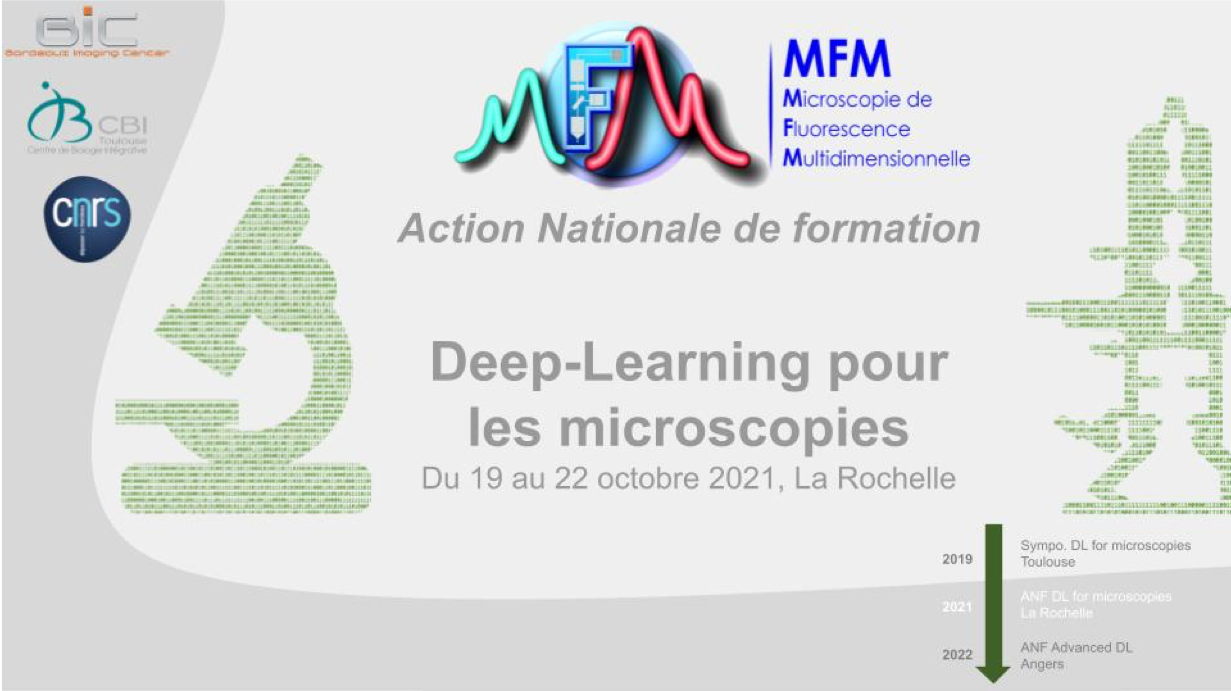 BIC
Bordeaux Imaging Center
CBI
Toulouse
Centre de Biologie Intégrative
cnrs
MFM
MFM
Microscopie de
Fluorescence
Multidimensionnelle
Action Nationale de formation
Deep-Learning pour
les microscopies
Du 19 au 22 octobre 2021, La Rochelle
2019
Sympo. DL for microscopies
Toulouse
2021
ANF DL for microscopies
La Rochelle
2022
ANF Advanced DL
Angers